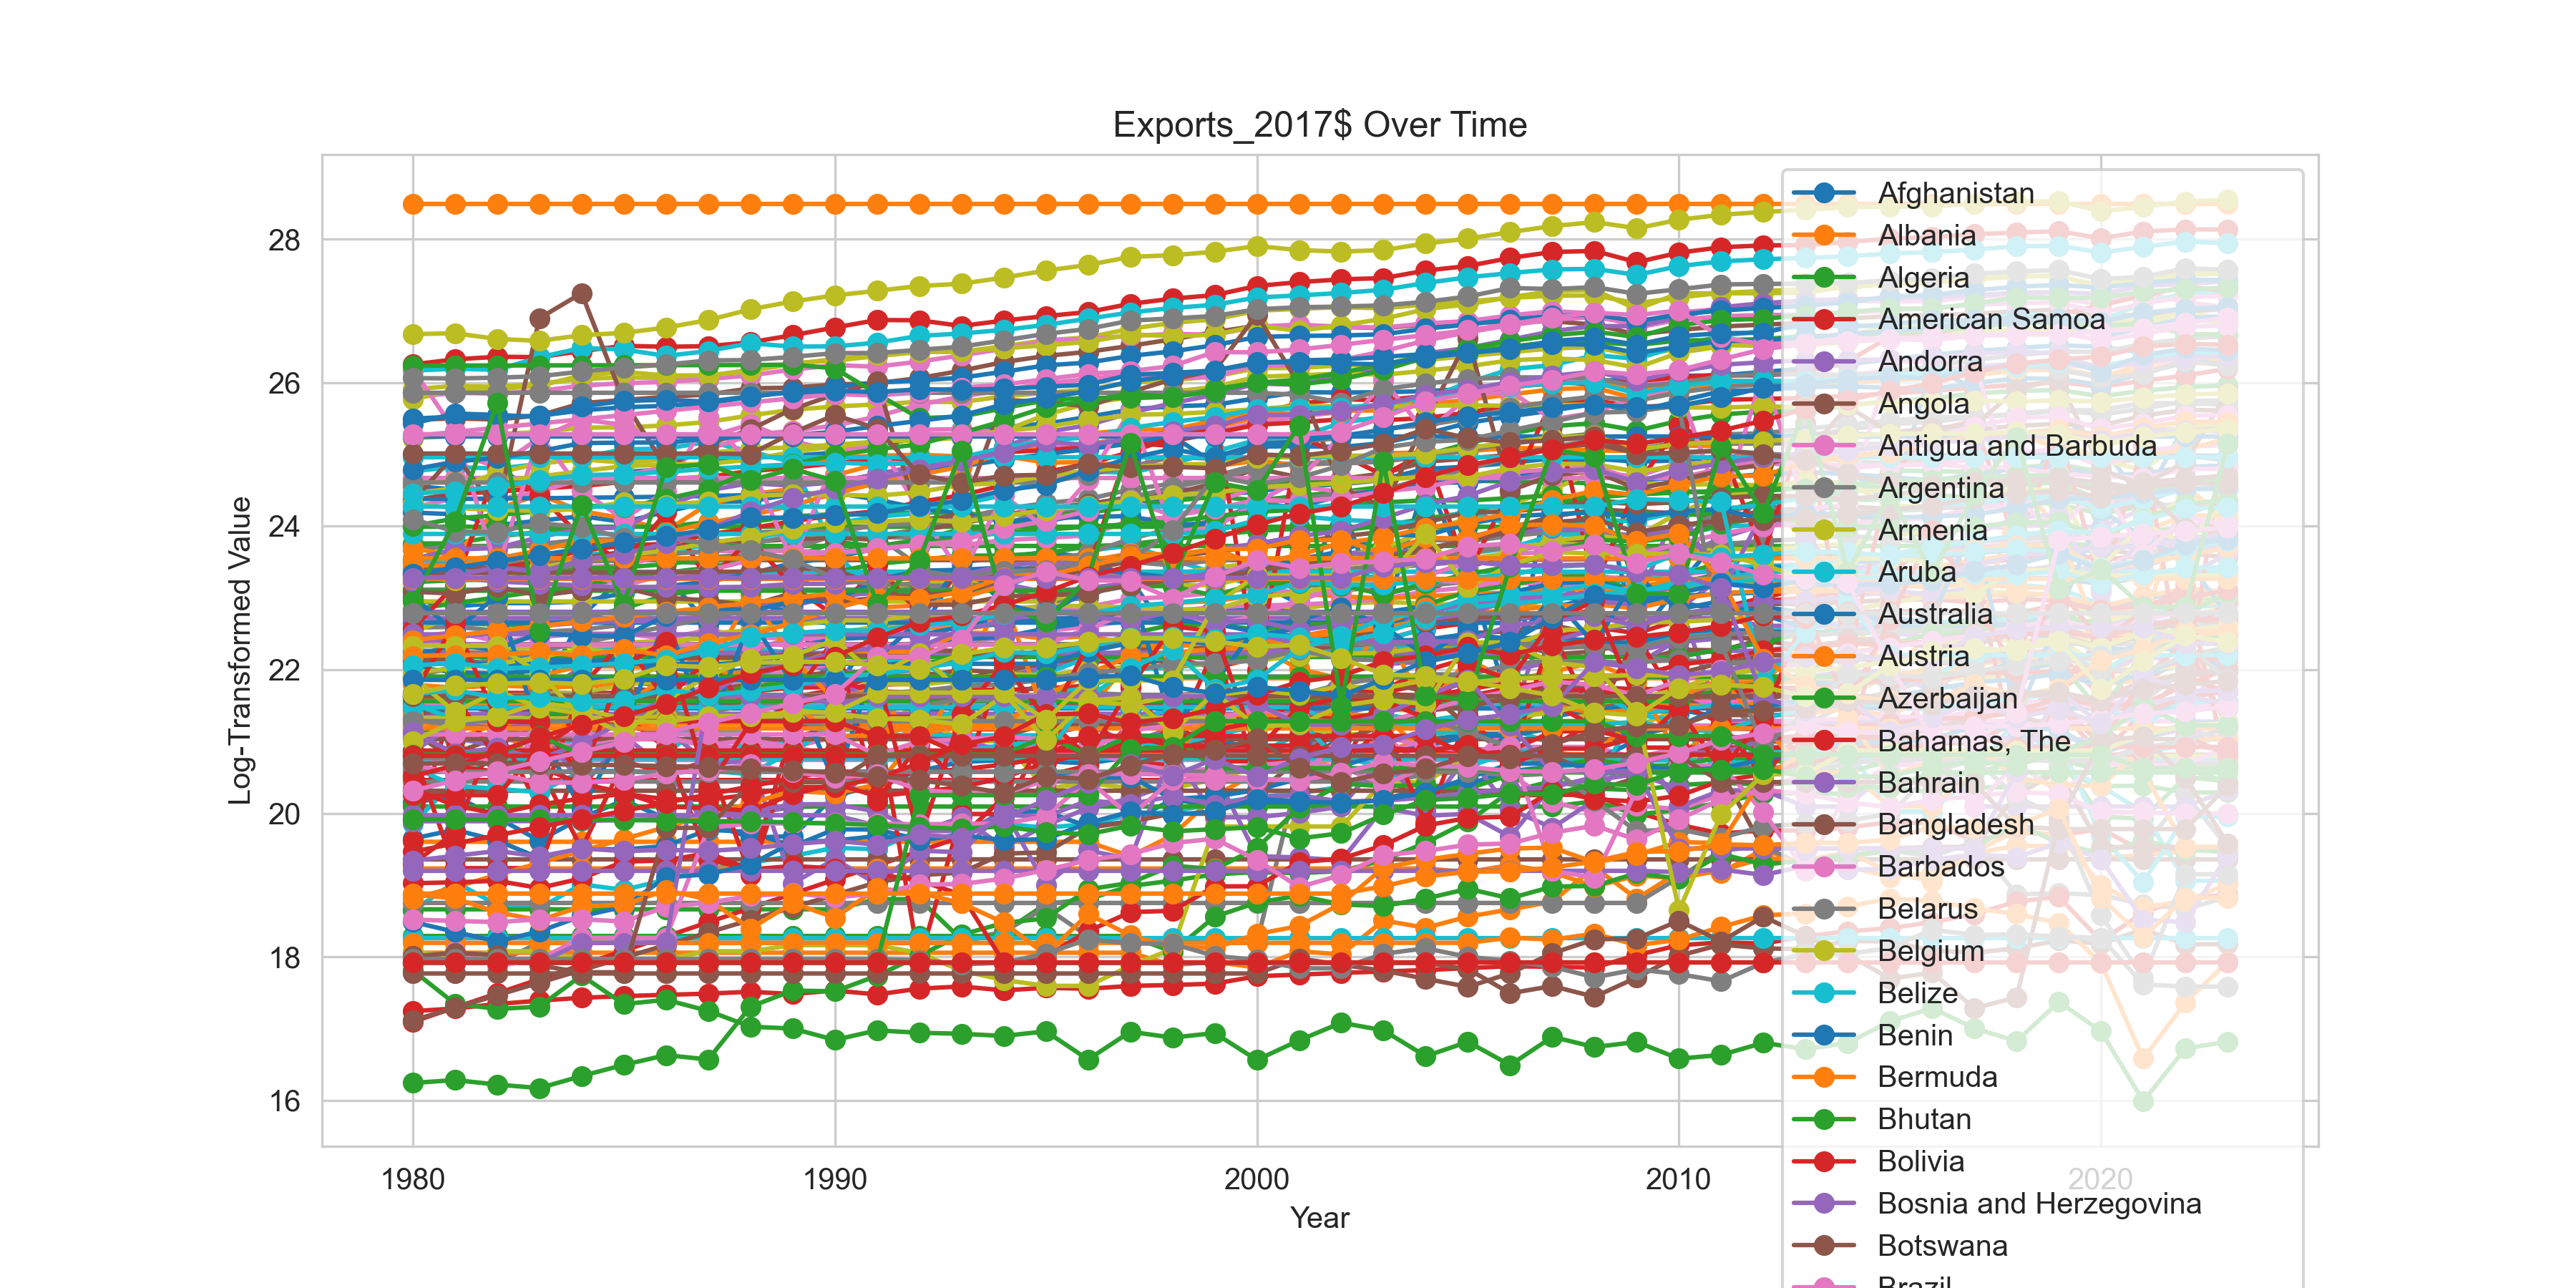 Exports_2017$ Over Time
Log-Transformed Value
28
26
24
22
20
18
16
1980
1990
2000
2010
2020
Year
Afghanistan
Albania
Algeria
American Samoa
Andorra
Angola
Antigua and Barbuda
Argentina
Armenia
Aruba
Australia
Austria
Azerbaijan
Bahamas, The
Bahrain
Bangladesh
Barbados
Belarus
Belgium
Belize
Benin
Bermuda
Bhutan
Bolivia
Bosnia and Herzegovina
Botswana
Brazil